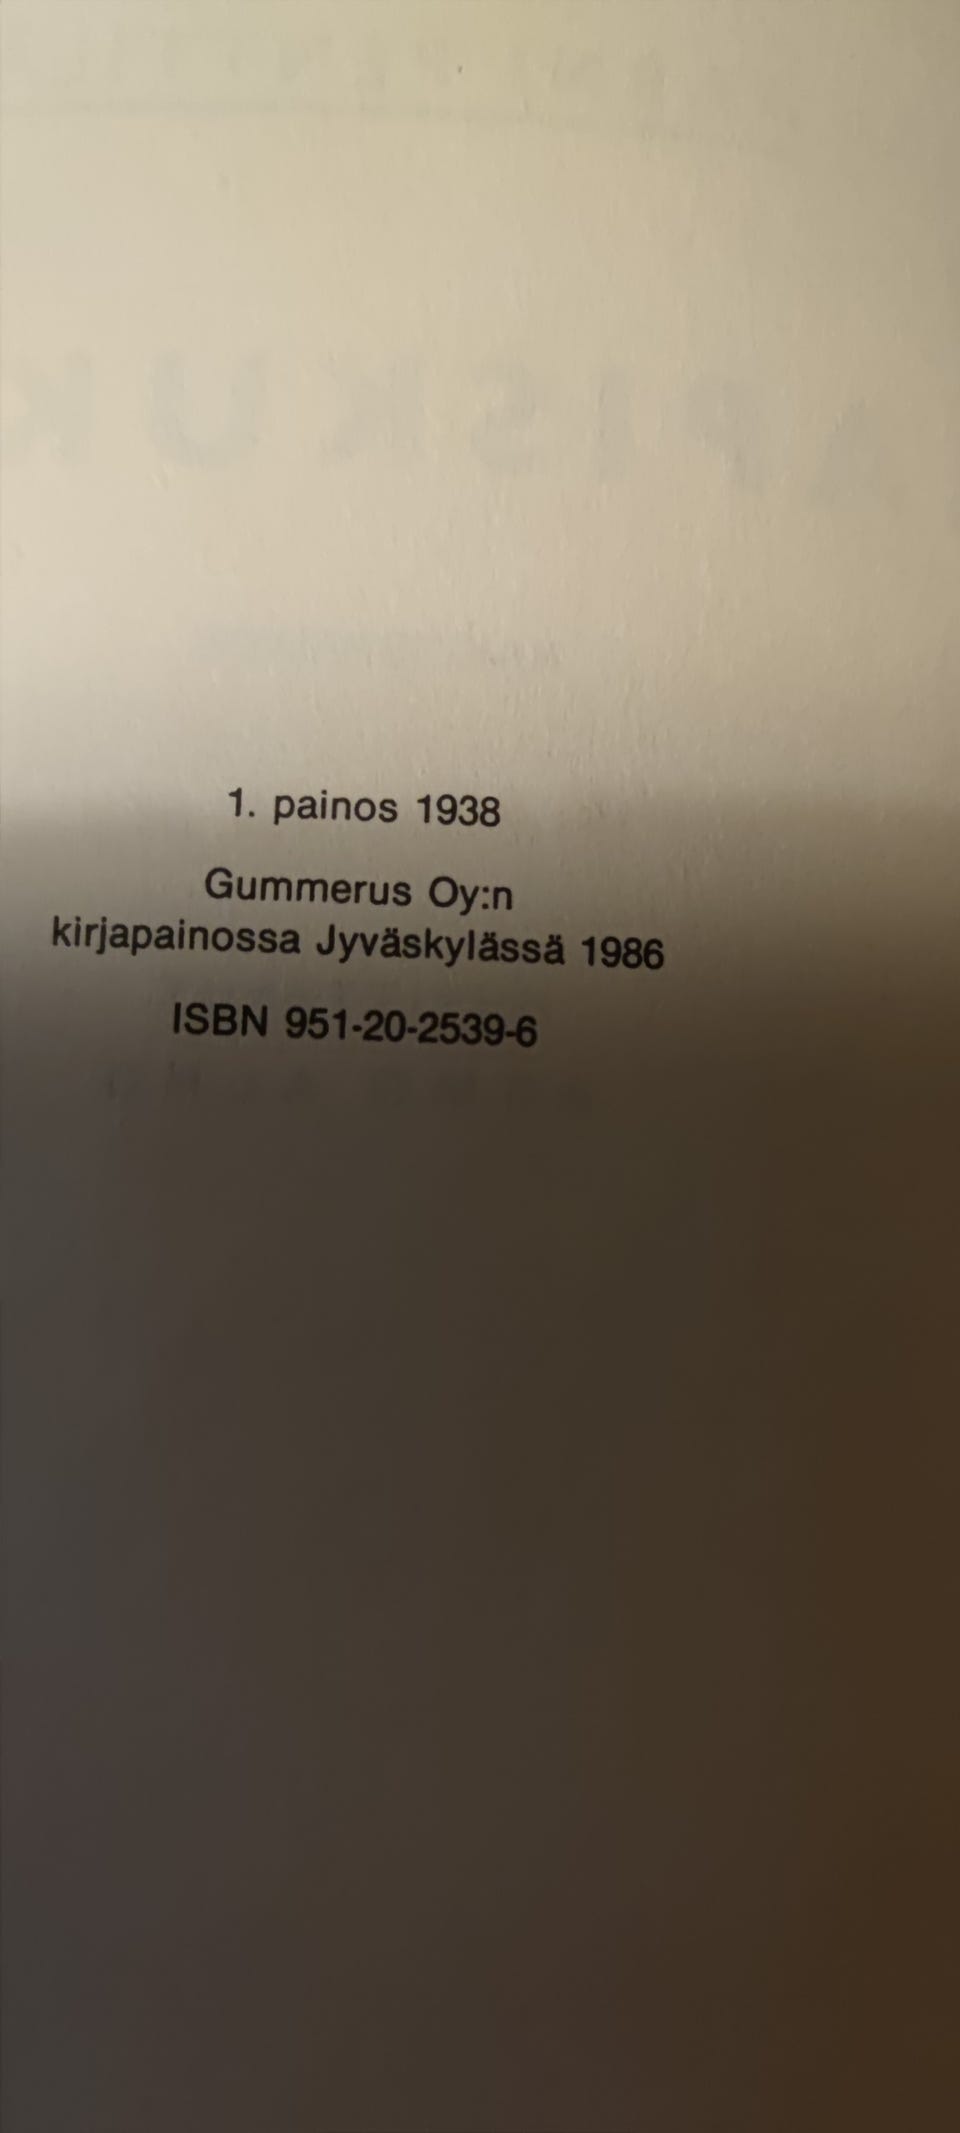 1. painos 1938
Gummerus Oy:n
kirjapainossa Jyväskylässä 1986
ISBN 951-20-2539-6